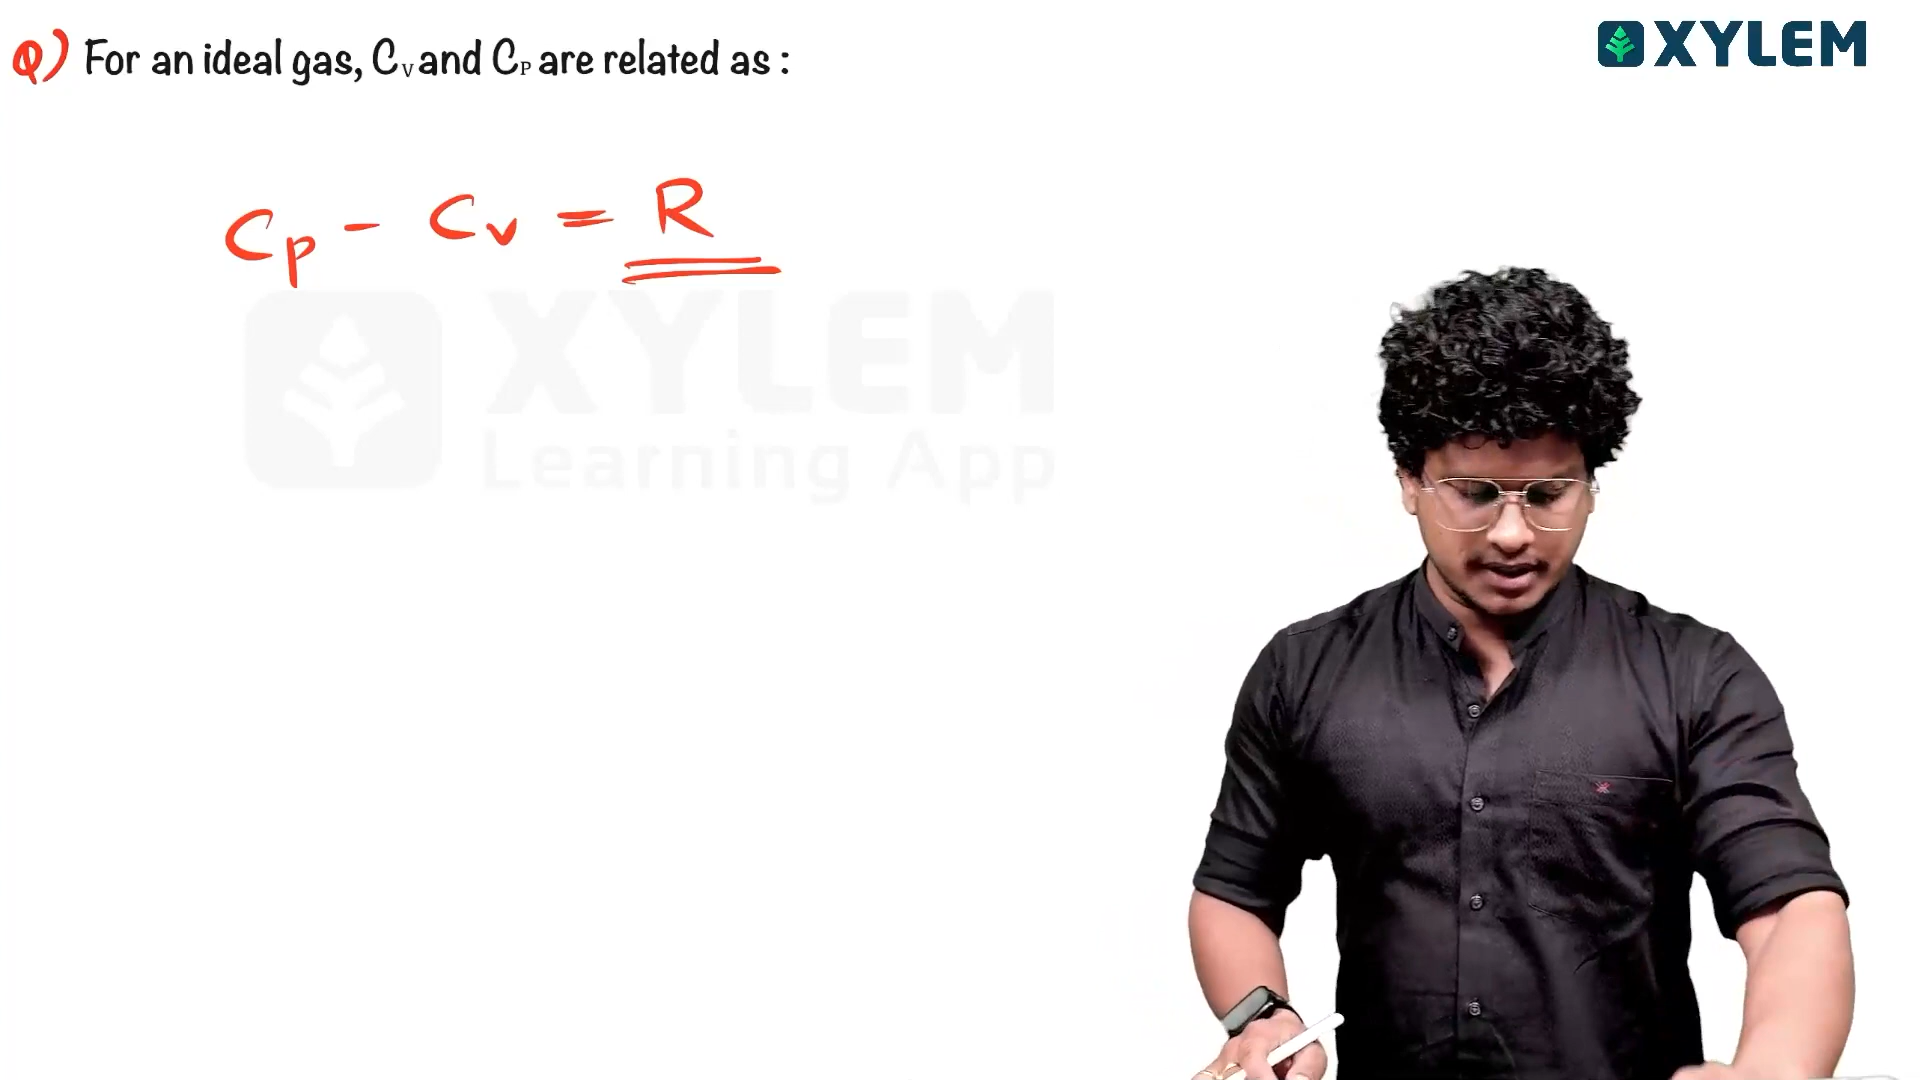 Q) For an ideal gas, Cv and CP are related as :
XYLEM
Cp - Cv = R
XYLEM
Learning App